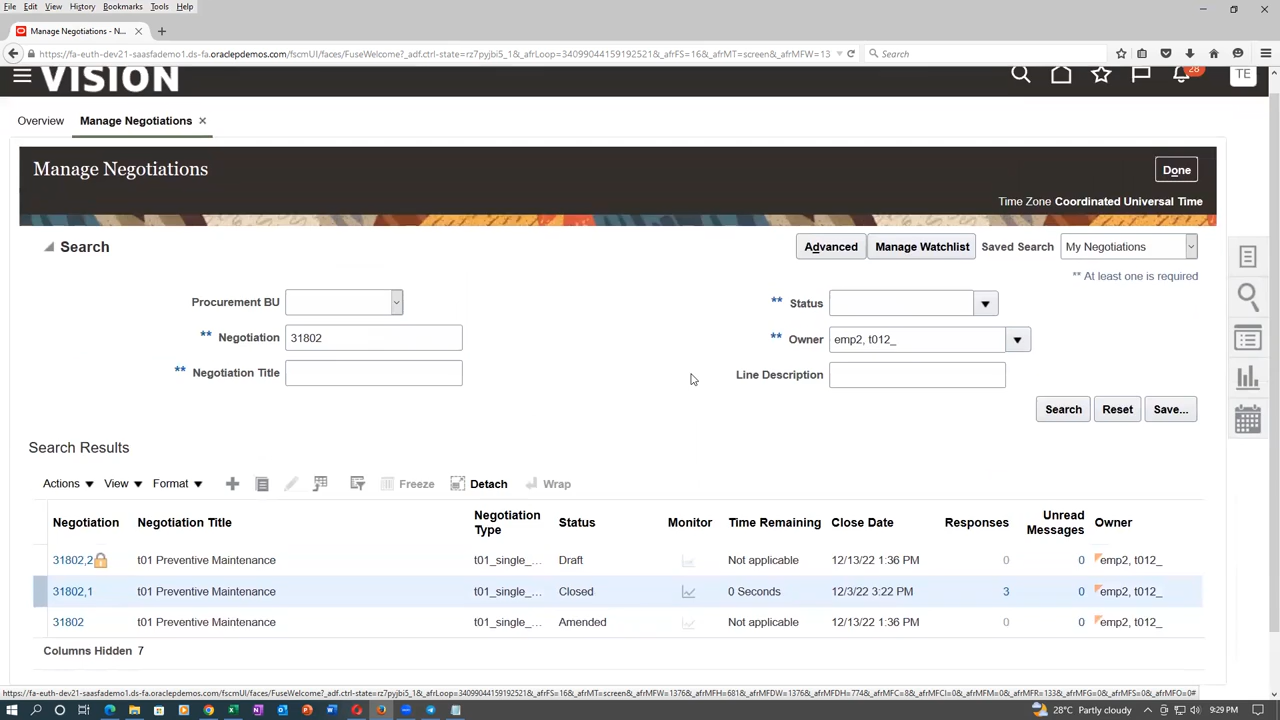 File Edit View History Bookmarks Tools Help
Manage Negotiations - N...
https://fa-euth-dev21-saasfademo1.ds-fa.oraclepdemos.com/fscmUI/faces/FuseWelcome?_adf.ctrl-state=rz7pyjbi5_1&_afrLoop=34099044159192521&_afrFS=16&_afrMT=screen&_afrMFW=13
Search
VISION
28
TE
Overview Manage Negotiations
Manage Negotiations
Done
Time Zone Coordinated Universal Time
Search
Advanced Manage Watchlist Saved Search My Negotiations
** At least one is required
Procurement BU
** Status
** Negotiation 31802
** Owner emp2, t012_
** Negotiation Title
Line Description
Search Reset Save...
Search Results
Actions View Format Freeze Detach Wrap
Negotiation Negotiation Title Negotiation Type Status Monitor Time Remaining Close Date Responses Unread Messages Owner
31802,2 t01 Preventive Maintenance t01_single_... Draft Not applicable 12/13/22 1:36 PM 0 0 emp2, t012_
31802,1 t01 Preventive Maintenance t01_single_... Closed 0 Seconds 12/3/22 3:22 PM 3 0 emp2, t012_
31802 t01 Preventive Maintenance t01_single_... Amended Not applicable 12/13/22 1:36 PM 0 0 emp2, t012_
Columns Hidden 7
https://fa-euth-dev21-saasfademo1.ds-fa.oraclepdemos.com/fscmUI/faces/FuseWelcome?_adf.ctrl-state=rz7pyjbi5_1&_afrLoop=34099044159192521&_afrFS=16&_afrMT=screen&_afrMFW=1376&_afrMFH=681&_afrMFDW=1376&_afrMFDH=774&_afrMFC=8&_afrMFCI=0&_afrMFM=0&_afrMFR=133&_afrMFG=0&_afrMFS=0&_afrMFO=0#
28°C Partly cloudy 9:29 PM